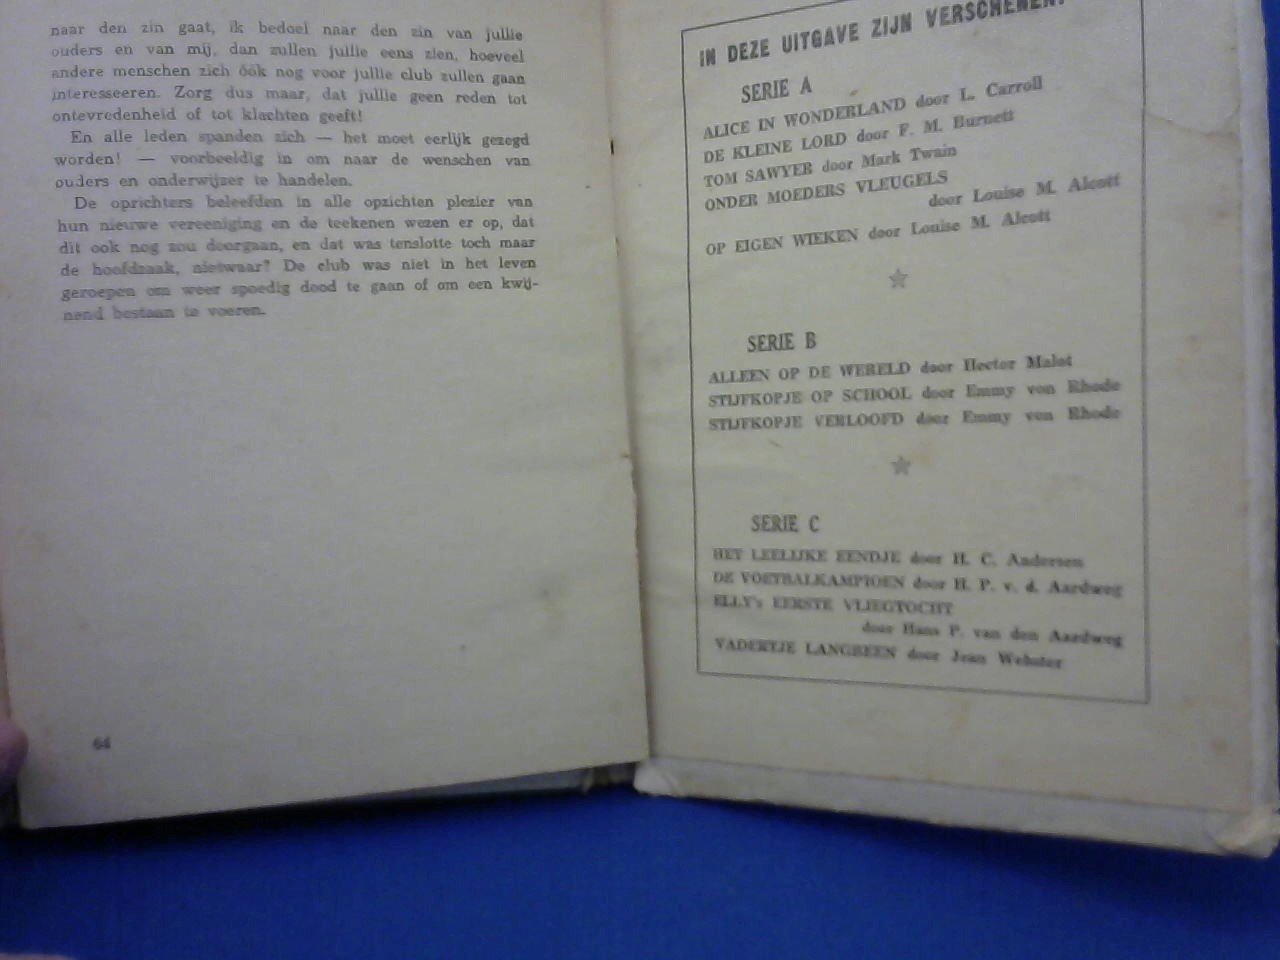 naar den zin gaat, ik bedoel naar den zin van jullie
ouders en van mij, dan zullen jullie eens zien, hoeveel
andere menschen zich óók nog voor jullie club zullen gaan
interesseeren. Zorg dus maar, dat jullie geen reden tot
ontevredenheid of tot klachten geeft!
En alle leden spanden zich — het moet eerlijk gezegd
worden! — voorbeeldig in om naar de wenschen van
ouders en onderwijzer te handelen.
De oprichters beleefden in alle opzichten plezier van
hun nieuwe vereeniging en de teekenen wezen er op, dat
dit ook nog zou doorgaan, en dat was tenslotte toch maar
de hoofdzaak, nietwaar? De club was niet in het leven
geroepen om weer spoedig dood te gaan of om een kwij-
nend bestaan te voeren.
64
IN DEZE UITGAVE ZIJN VERSCHENEN:
SERIE A
ALICE IN WONDERLAND door L. Carroll
DE KLEINE LORD door F. M. Burnett
TOM SAWYER door Mark Twain
ONDER MOEDERS VLEUGELS
door Louise M. Alcott
OP EIGEN WIEKEN door Louise M. Alcott
SERIE B
ALLEEN OP DE WERELD door Hector Malot
STIJFKOPJE OP SCHOOL door Emmy von Rhode
STIJFKOPJE VERLOOFD door Emmy von Rhode
SERIE C
HET LEELIJKE EENDJE door H. C. Andersen
DE VOETBALKAMPIOEN door H. P. v. d. Aardweg
ELLY's EERSTE VLIEGTOCHT
door Hans P. van den Aardweg
VADERTJE LANGBEEN door Jean Webster